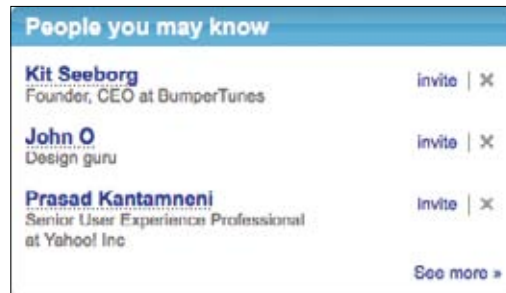 People you may know
Kit Seeborg
invite | ×
Founder, CEO at BumperTunes
John O
invite | ×
Design guru
Prasad Kantamneni
invite | ×
Senior User Experience Professional
at Yahoo! Inc
See more »